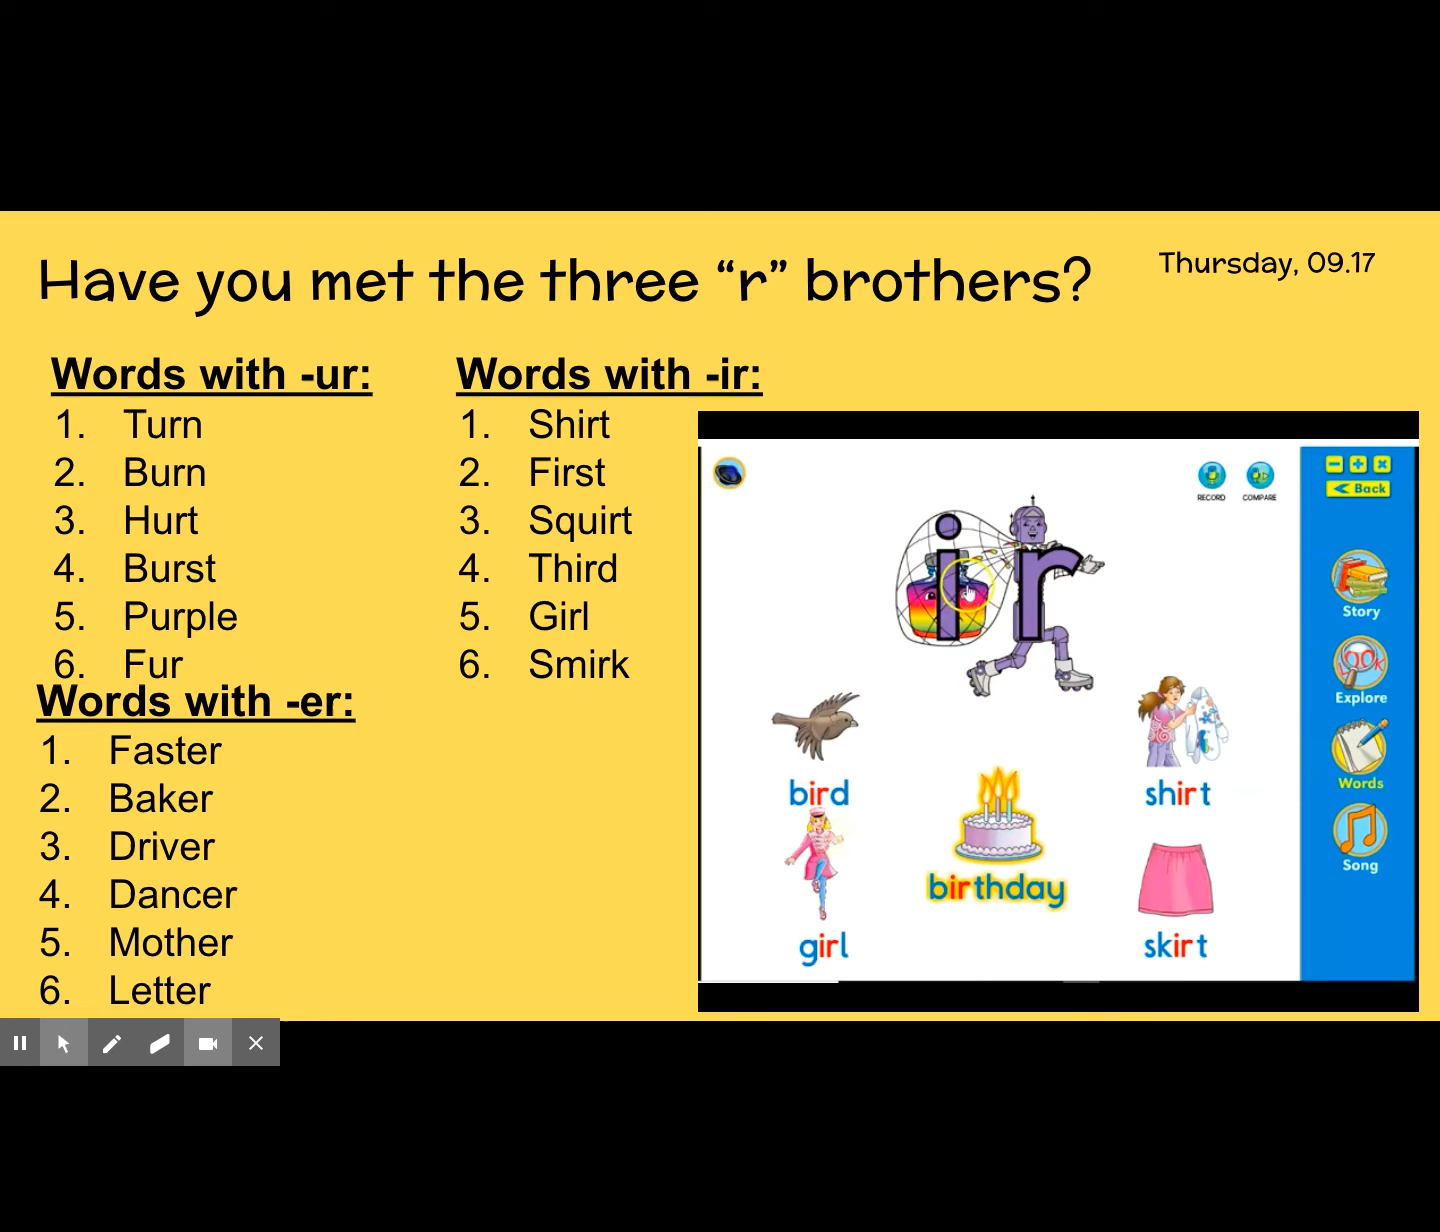 Have you met the three “r” brothers?
Thursday, 09.17
Words with -ur:
1. Turn
2. Burn
3. Hurt
4. Burst
5. Purple
6. Fur
Words with -ir:
1. Shirt
2. First
3. Squirt
4. Third
5. Girl
6. Smirk
Words with -er:
1. Faster
2. Baker
3. Driver
4. Dancer
5. Mother
6. Letter
RECORD COMPARE
Back
ir
bird
shirt
birthday
girl
skirt
Story
LOOK
Explore
Words
Song